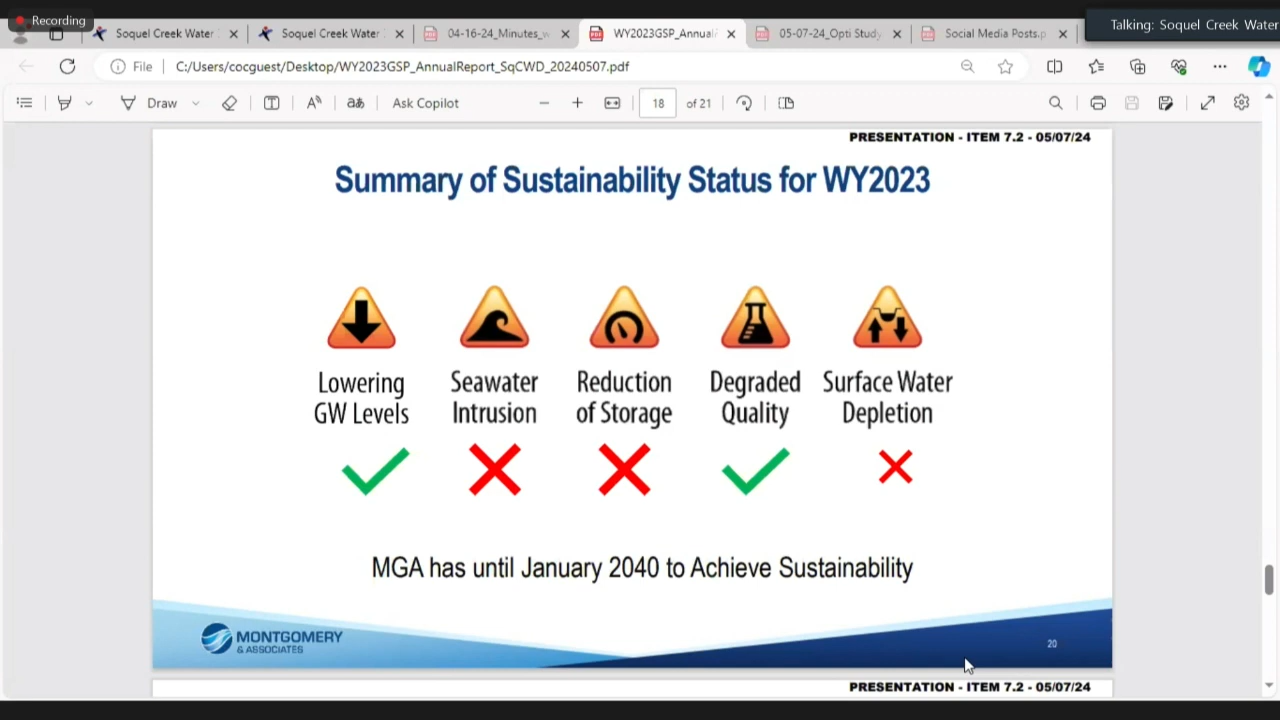 Recording
Talking: Soquel Creek Water
Soquel Creek Water
Soquel Creek Water
04-16-24_Minutes_w
WY2023GSP_Annual
05-07-24_Opti Study
Social Media Posts.p
File
C:/Users/cocguest/Desktop/WY2023GSP_AnnualReport_SqCWD_20240507.pdf
Draw
Ask Copilot
18 of 21
PRESENTATION - ITEM 7.2 - 05/07/24
Summary of Sustainability Status for WY2023
Lowering
GW Levels
Seawater
Intrusion
Reduction
of Storage
Degraded
Quality
Surface Water
Depletion
MGA has until January 2040 to Achieve Sustainability
MONTGOMERY
& ASSOCIATES
20
PRESENTATION - ITEM 7.2 - 05/07/24